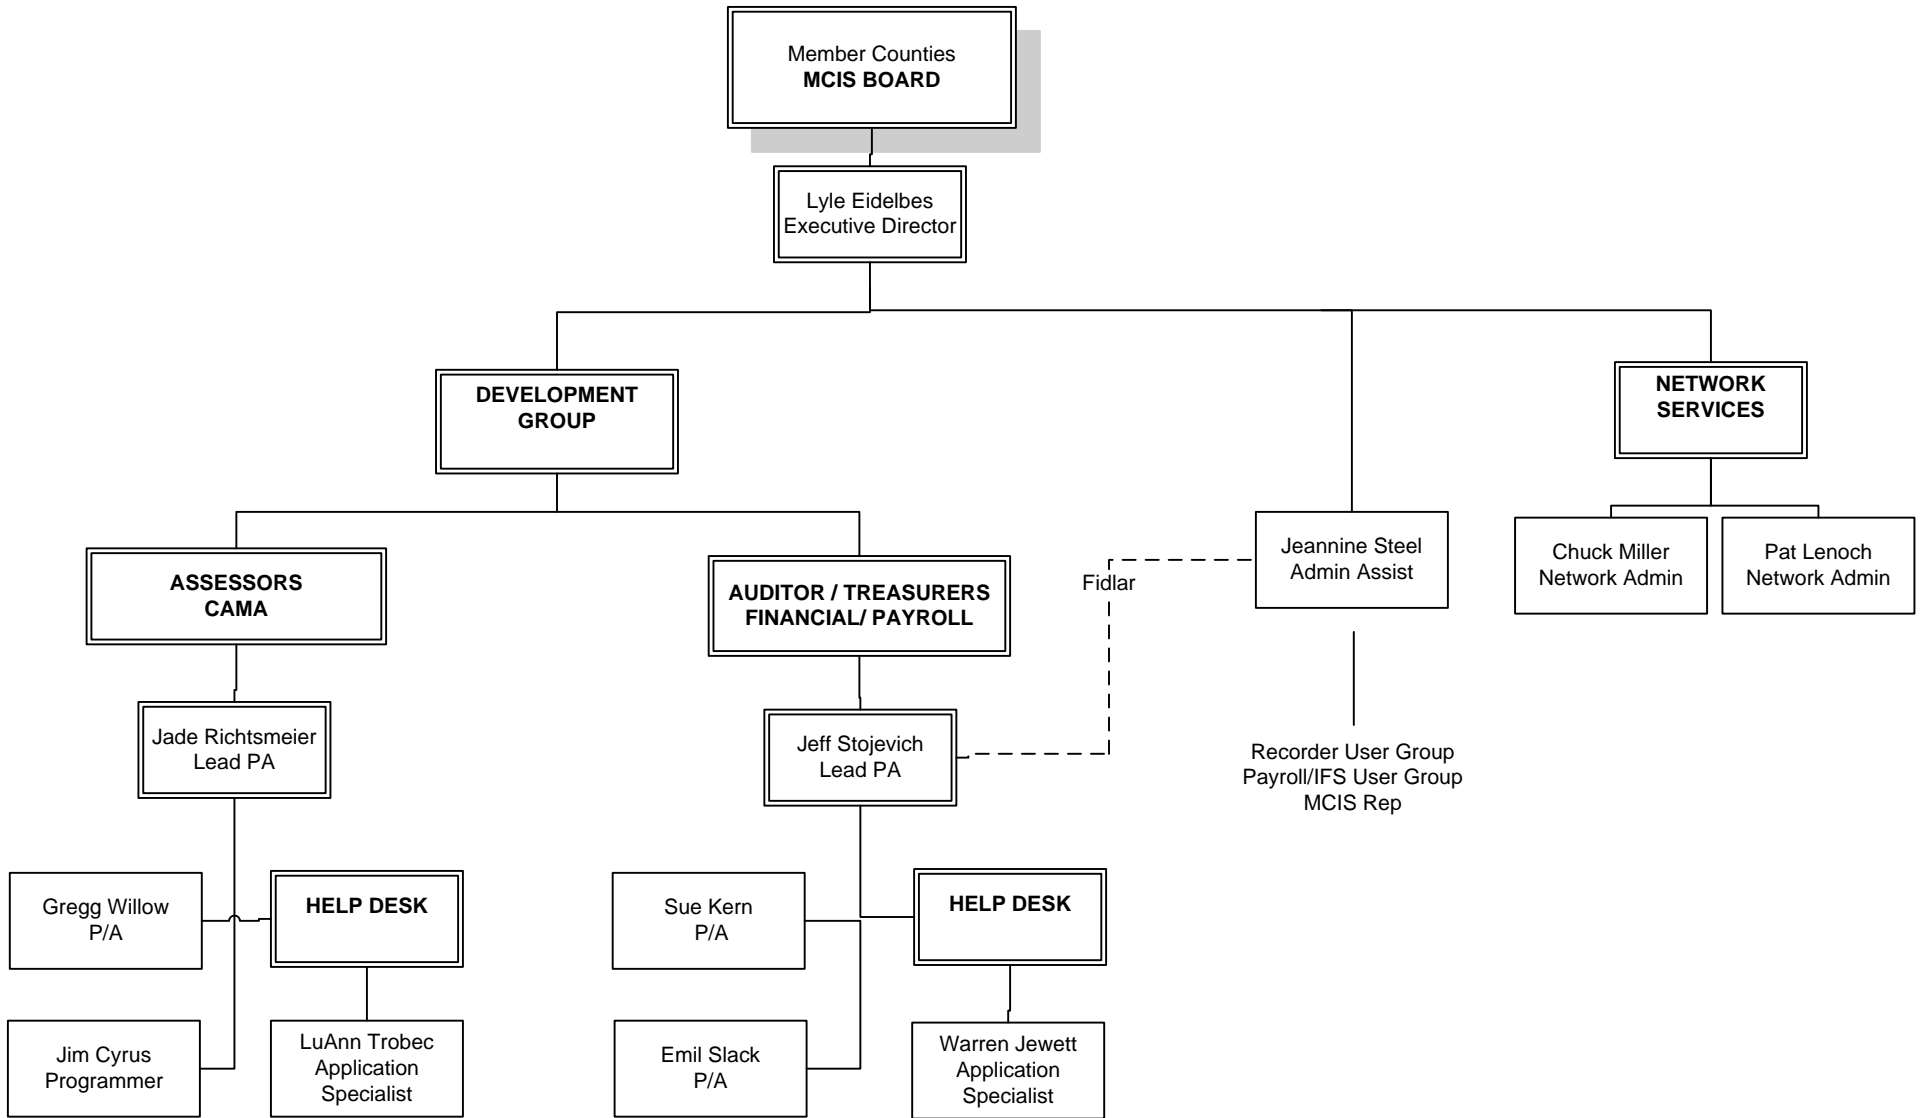 Member Counties
MCIS BOARD
Lyle Eidelbes
Executive Director
DEVELOPMENT
GROUP
NETWORK
SERVICES
ASSESSORS
CAMA
AUDITOR / TREASURERS
FINANCIAL/ PAYROLL
Fidlar
Jeannine Steel
Admin Assist
Chuck Miller
Network Admin
Pat Lenoch
Network Admin
Jade Richtsmeier
Lead PA
Jeff Stojevich
Lead PA
Recorder User Group
Payroll/IFS User Group
MCIS Rep
Gregg Willow
P/A
HELP DESK
Sue Kern
P/A
HELP DESK
Jim Cyrus
Programmer
LuAnn Trobec
Application
Specialist
Emil Slack
P/A
Warren Jewett
Application
Specialist